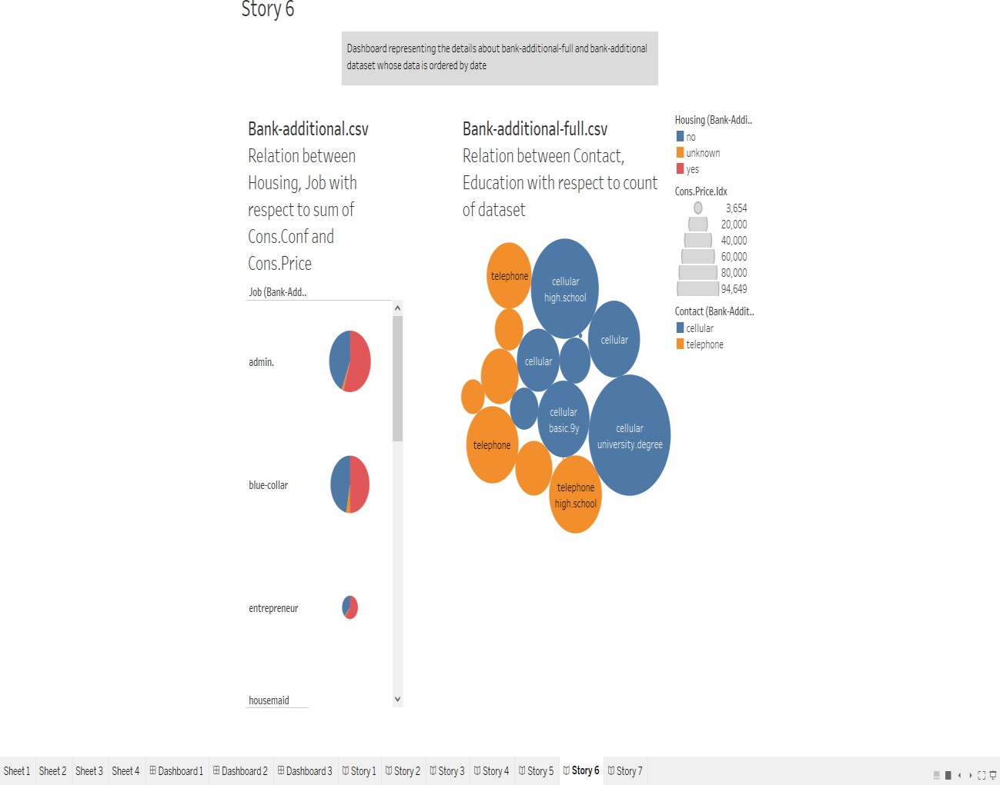 Story 6
Dashboard representing the details about bank-additional-full and bank-additional
dataset whose data is ordered by date
Bank-additional.csv
Relation between
Housing, Job with
respect to sum of
Cons.Conf and
Cons.Price
Job (Bank-Add..
admin.
blue-collar
entrepreneur
housemaid
Bank-additional-full.csv
Relation between Contact,
Education with respect to count
of dataset
telephone
cellular
high.school
cellular
cellular
cellular
basic.9y
cellular
university.degree
telephone
telephone
high.school
Housing (Bank-Addi..
no
unknown
yes
Cons.Price.Idx
3,654
20,000
40,000
60,000
80,000
94,649
Contact (Bank-Addit..
cellular
telephone
Sheet 1 Sheet 2 Sheet 3 Sheet 4 Dashboard 1 Dashboard 2 Dashboard 3 Story 1 Story 2 Story 3 Story 4 Story 5 Story 6 Story 7